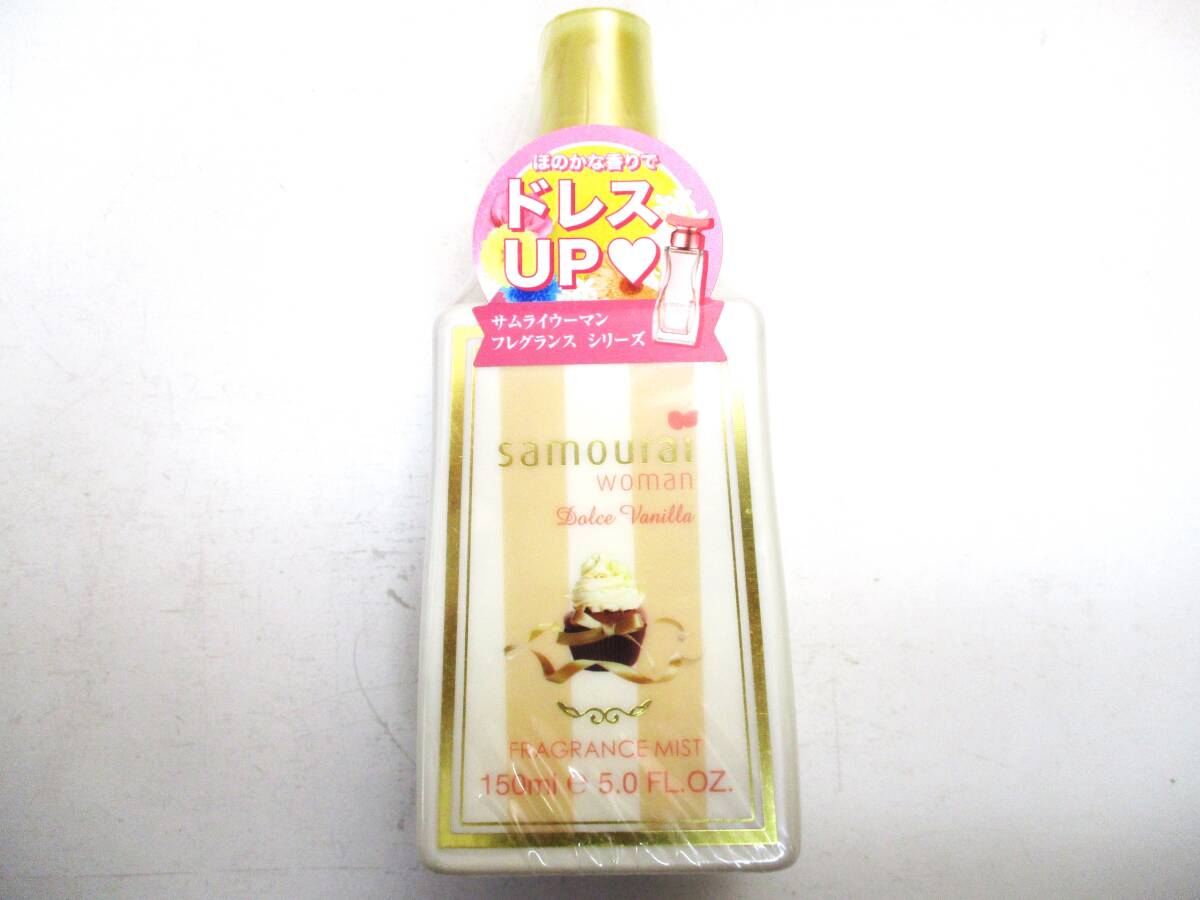 ほのかな香りで
ドレス
UP♥
サムライウーマン
フレグランス シリーズ
samourai
woman
Dolce Vanilla
FRAGRANCE MIST
150ml e 5.0 FL.OZ.